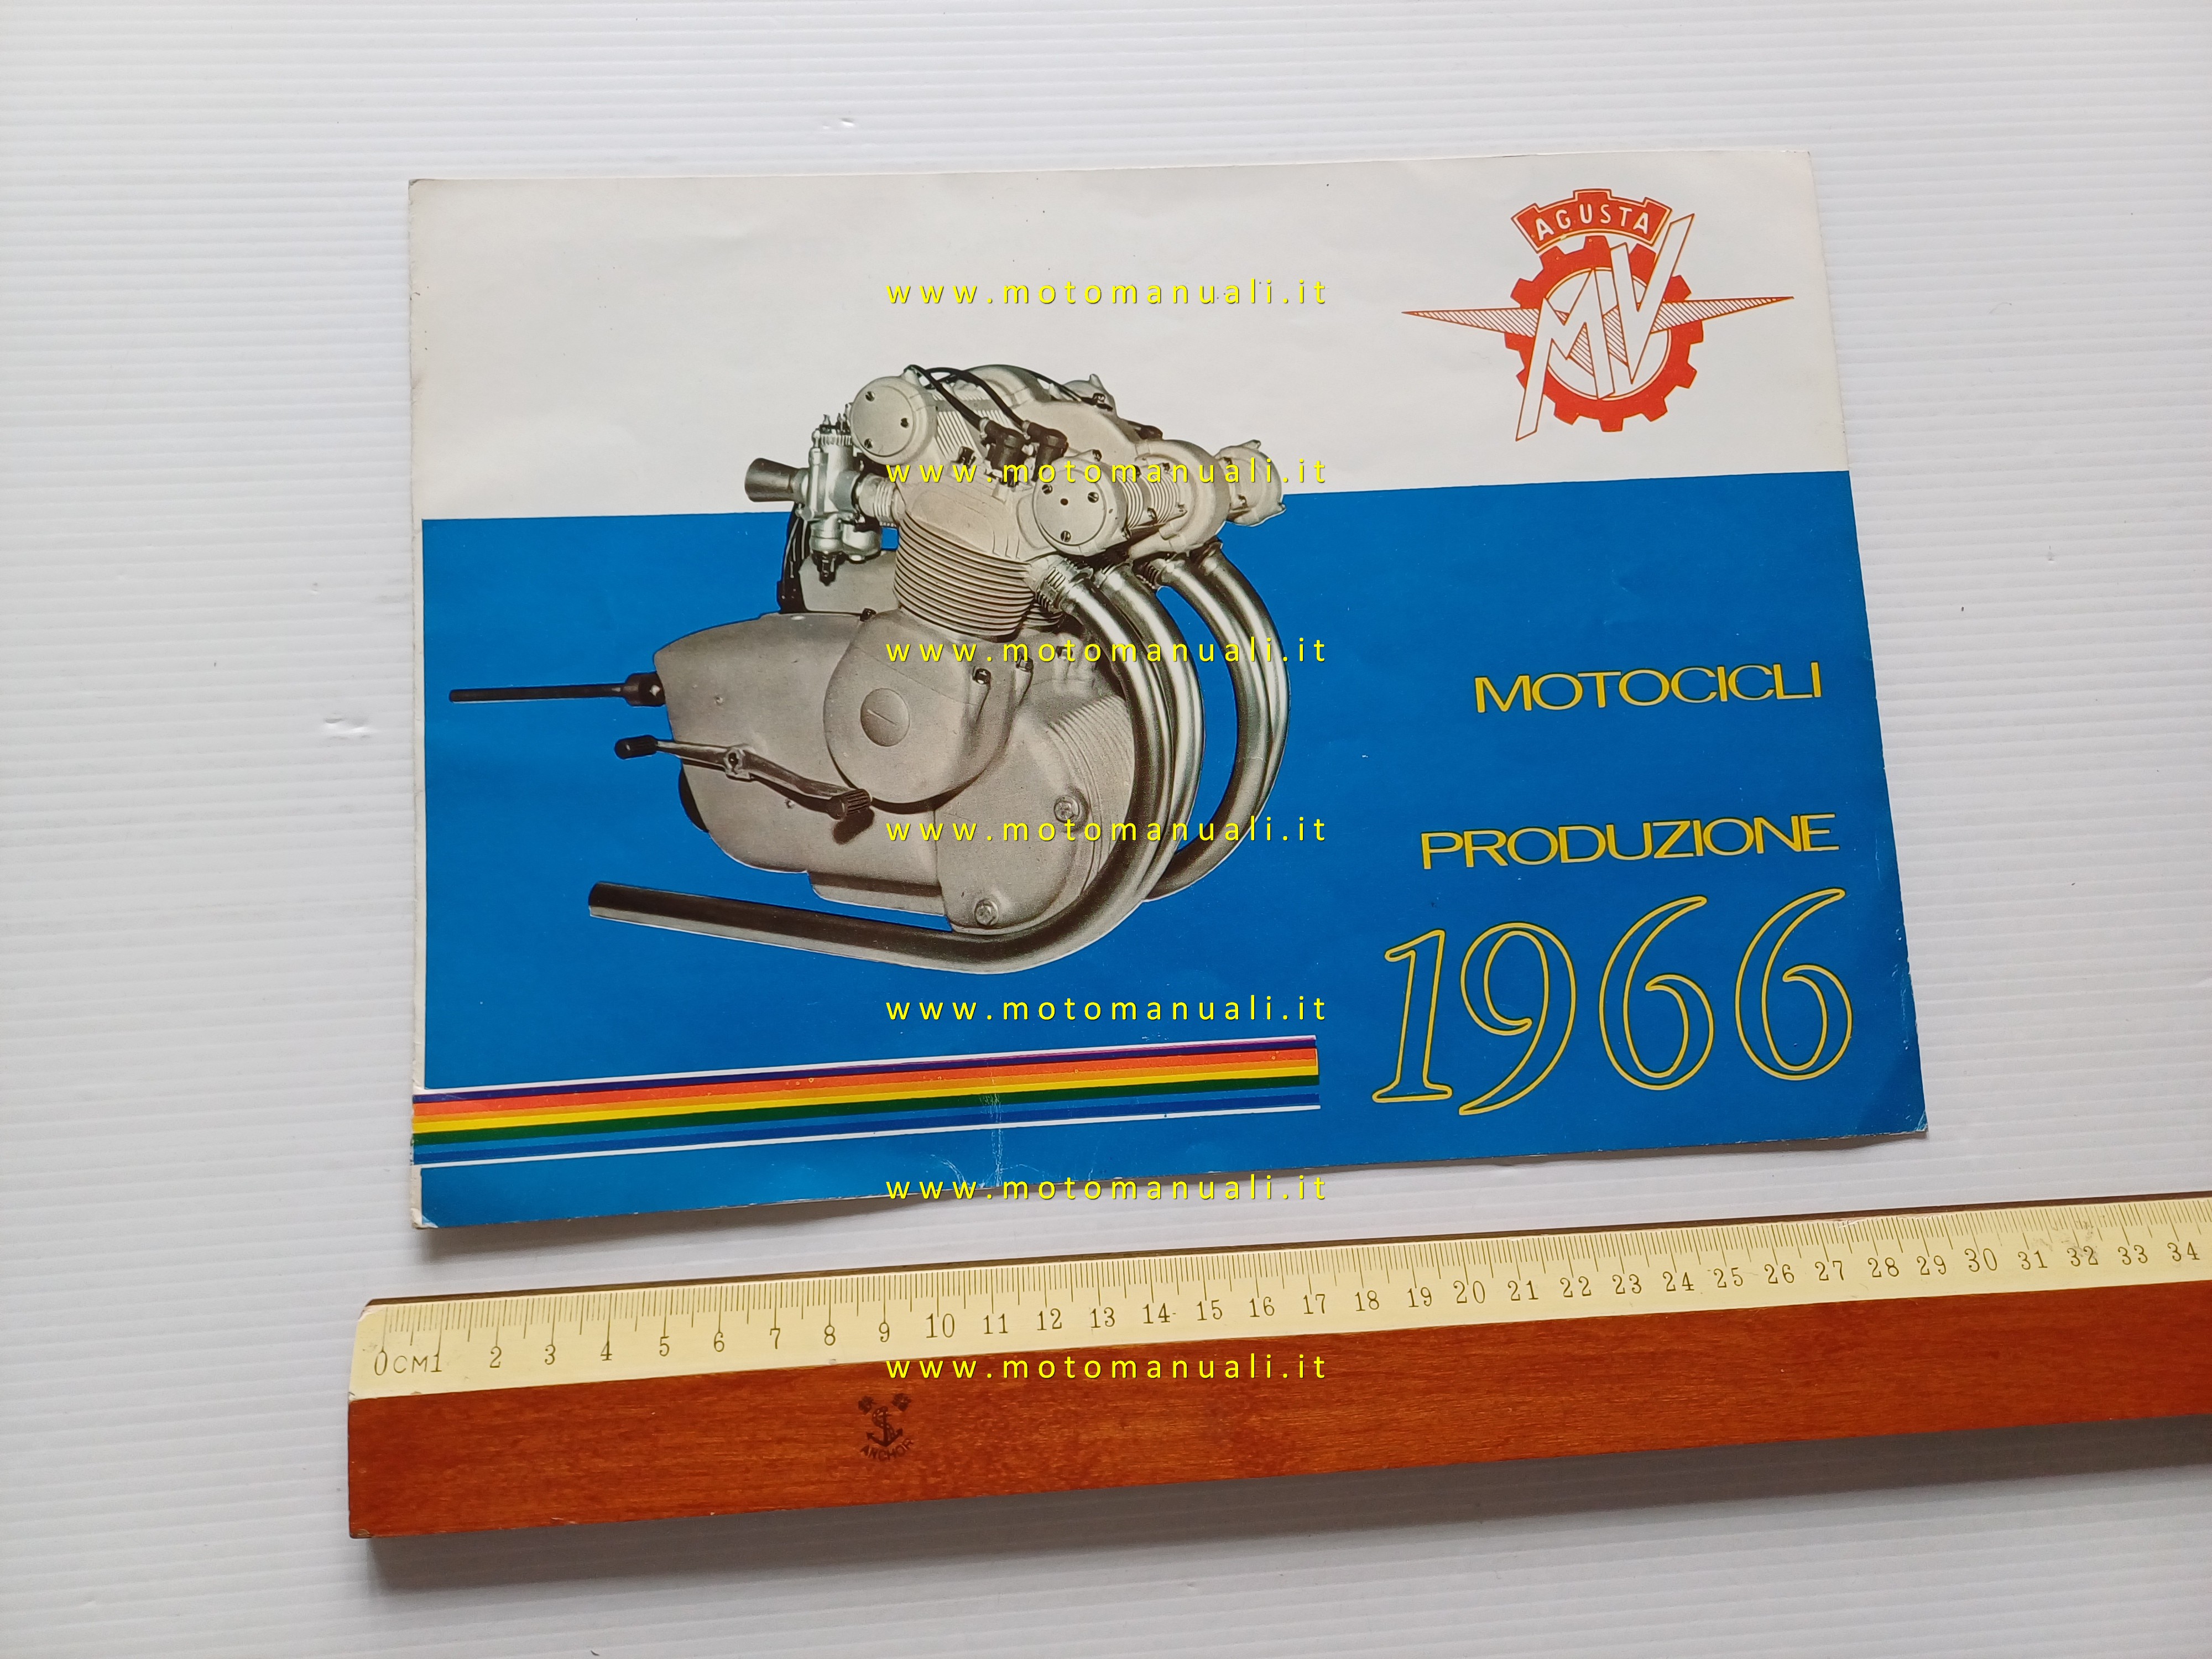 AGUSTA
MV
www.motomanuali.it
www.motomanuali.it
www.motomanuali.it
MOTOCICLI
www.motomanuali.it
PRODUZIONE
1966
www.motomanuali.it
www.motomanuali.it
0CM1 2 3 4 5 6 7 8 9 10 11 12 13 14 15 16 17 18 19 20 21 22 23 24 25 26 27 28 29 30 31 32 33 34
www.motomanuali.it
ANCHOR